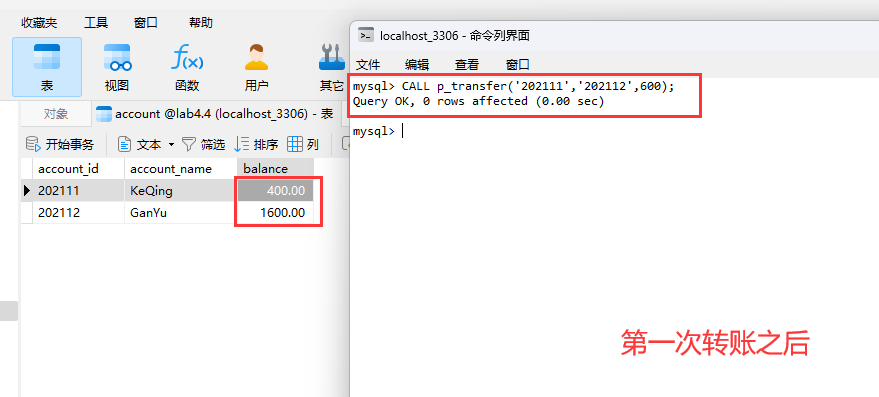 收藏夹 工具 窗口 帮助
表 视图 函数 用户 其它
对象 account @lab4.4 (localhost_3306) - 表
开始事务 文本 筛选 排序 列
account_id account_name balance
202111 KeQing 400.00
202112 GanYu 1600.00
localhost_3306 - 命令列界面
文件 编辑 查看 窗口
mysql> CALL p_transfer('202111','202112',600);
Query OK, 0 rows affected (0.00 sec)
mysql>
第一次转账之后